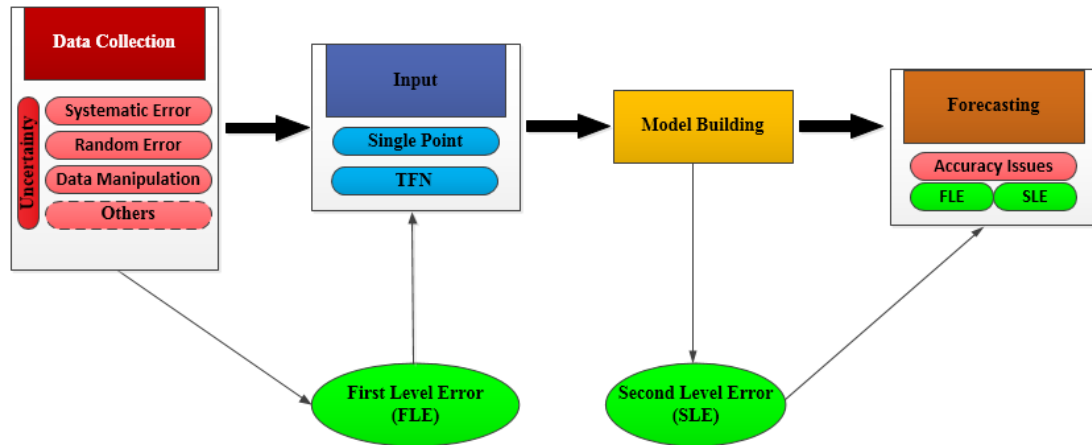 Data Collection
Uncertainty
Systematic Error
Random Error
Data Manipulation
Others
Input
Single Point
TFN
Model Building
Forecasting
Accuracy Issues
FLE
SLE
First Level Error
(FLE)
Second Level Error
(SLE)